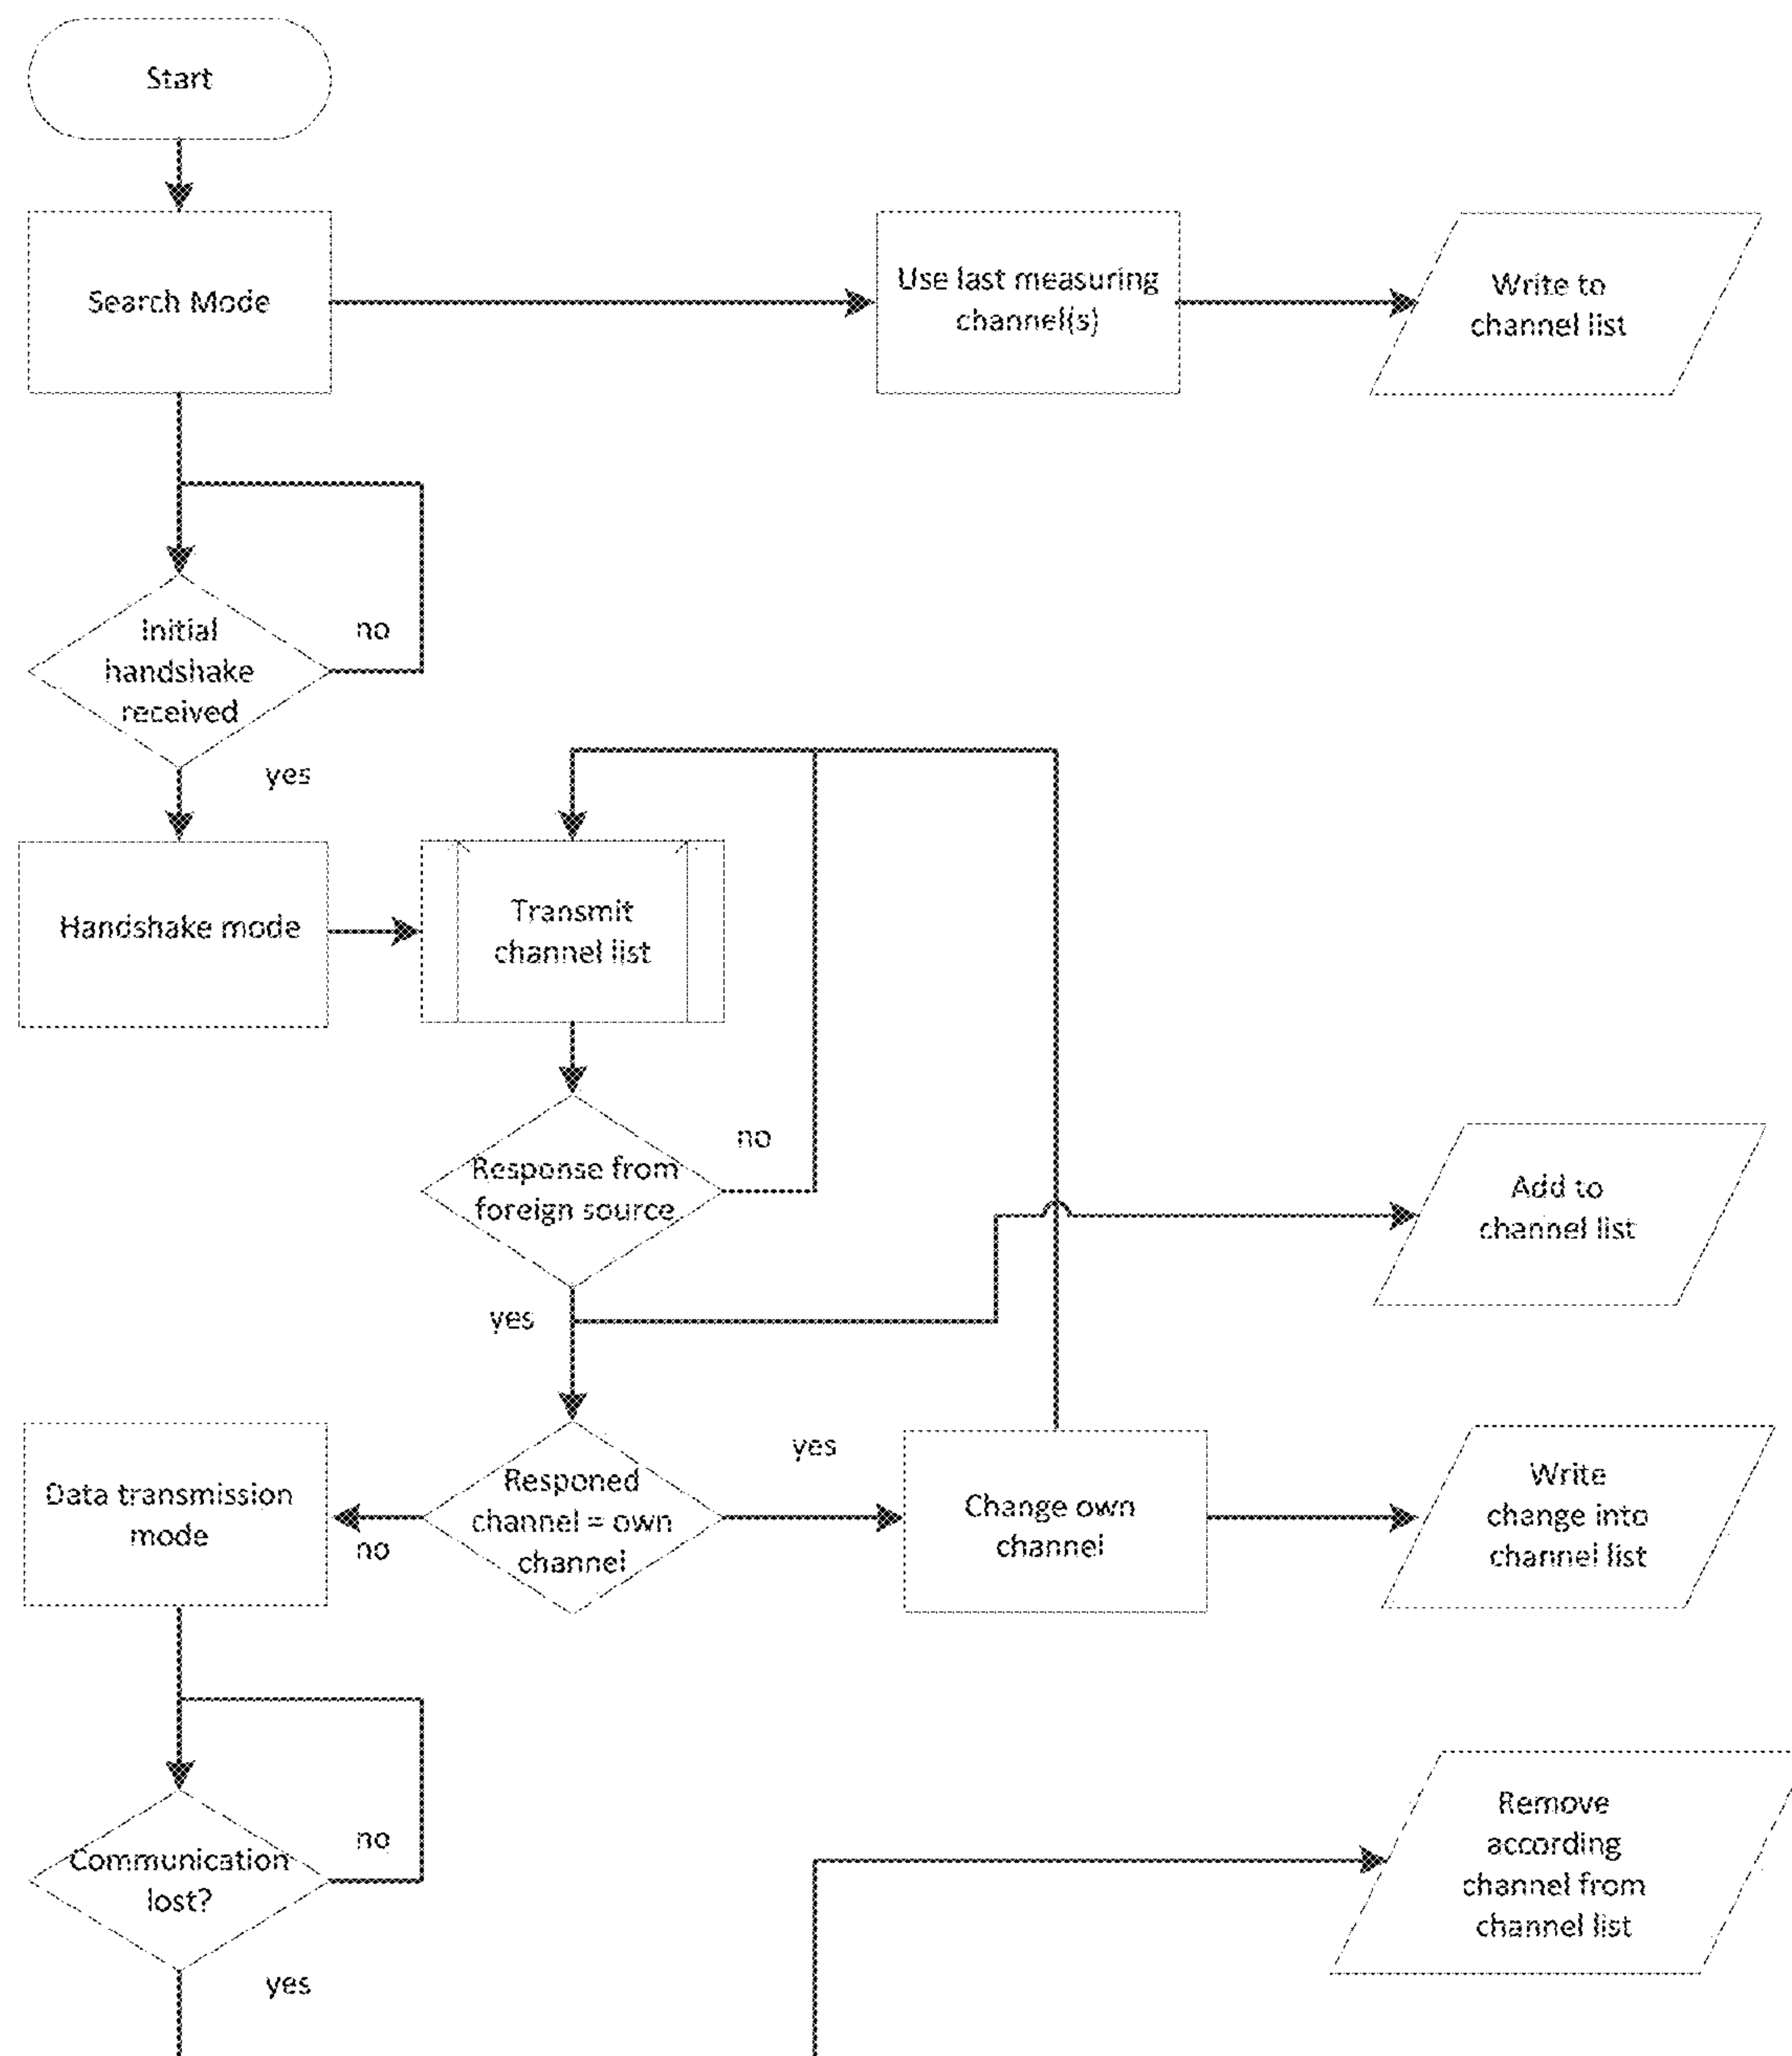 Start
Search Mode
Use last measuring
channel(s)
Write to
channel list
Initial
handshake
received
no
yes
Handshake mode
Transmit
channel list
Response from
foreign source
no
yes
Add to
channel list
Data transmission
mode
no
Responed
channel = own
channel
yes
Change own
channel
Write
change into
channel list
Communication
lost?
no
yes
Remove
according
channel from
channel list